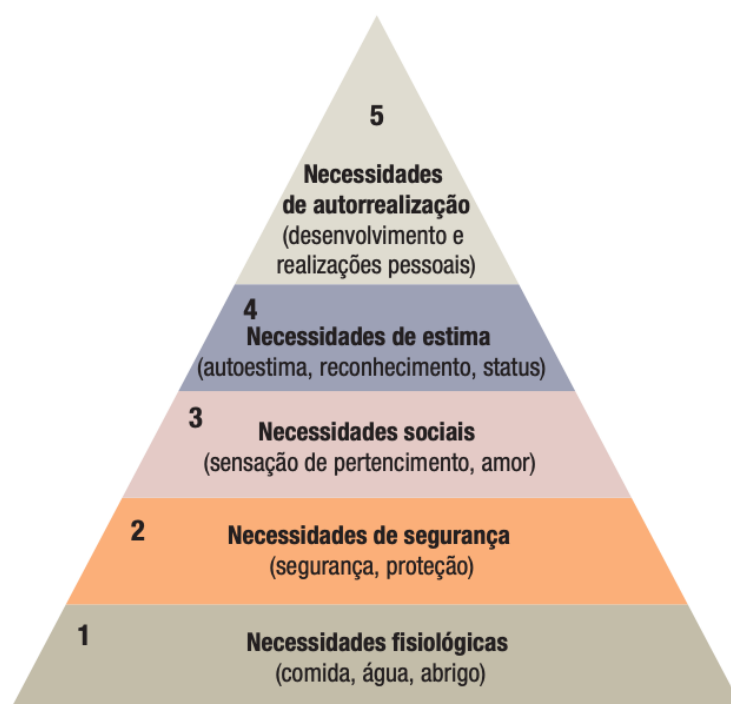 5
Necessidades
de autorrealização
(desenvolvimento e
realizações pessoais)
4
Necessidades de estima
(autoestima, reconhecimento, status)
3
Necessidades sociais
(sensação de pertencimento, amor)
2
Necessidades de segurança
(segurança, proteção)
1
Necessidades fisiológicas
(comida, água, abrigo)